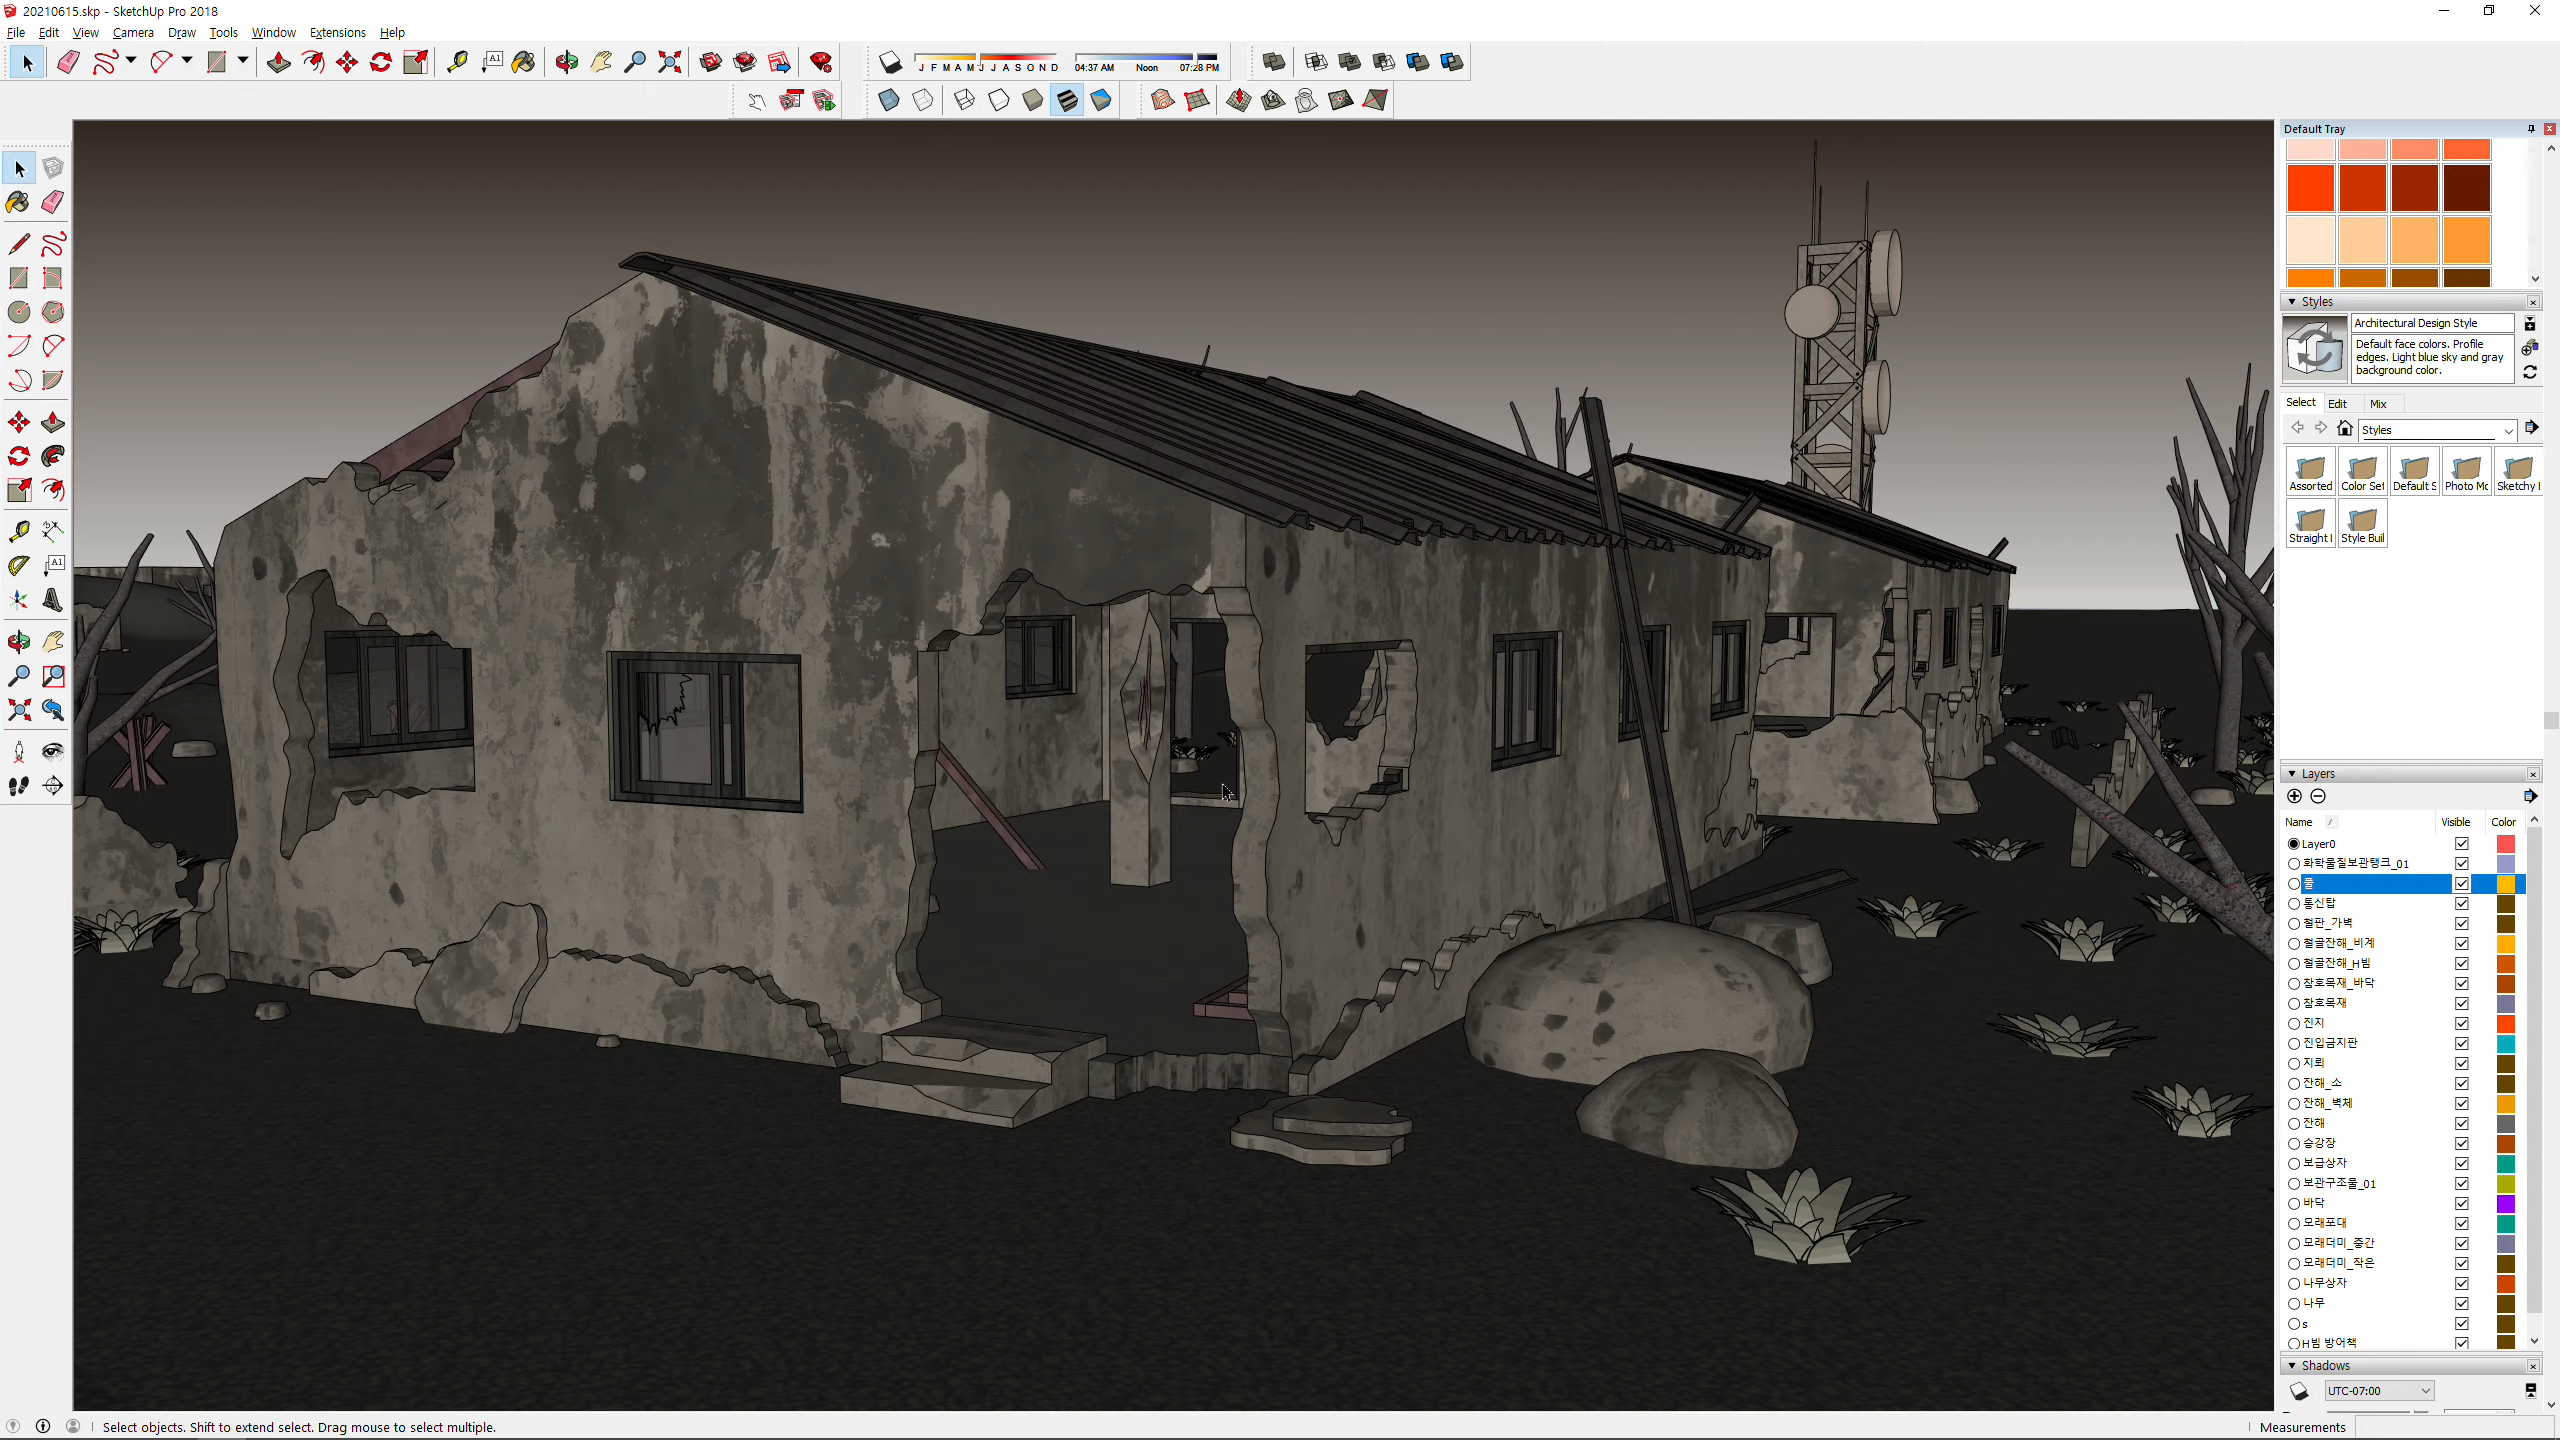 20210615.skp - SketchUp Pro 2018
File Edit View Camera Draw Tools Window Extensions Help
A1
J F M A M J J A S O N D
04:37 AM Noon 07:28 PM
Default Tray
Styles
Architectural Design Style
Default face colors. Profile edges. Light blue sky and gray background color.
Select Edit Mix
Styles
Assorted Color Set Default S Photo Mc Sketchy I
Straight l Style Buil
A1
Layers
Name Visible Color
Layer0
화학물질보관탱크_01
풀
통신탑
철판_가벽
철골잔해_비계
철골잔해_H빔
참호목재_바닥
참호목재
진지
진입금지판
지뢰
잔해_소
잔해_벽체
잔해
승강장
보급상자
보관구조물_01
바닥
모래포대
모래더미_중간
모래더미_작은
나무상자
나무
s
H빔 방어책
Shadows
UTC-07:00
Select objects. Shift to extend select. Drag mouse to select multiple.
Measurements